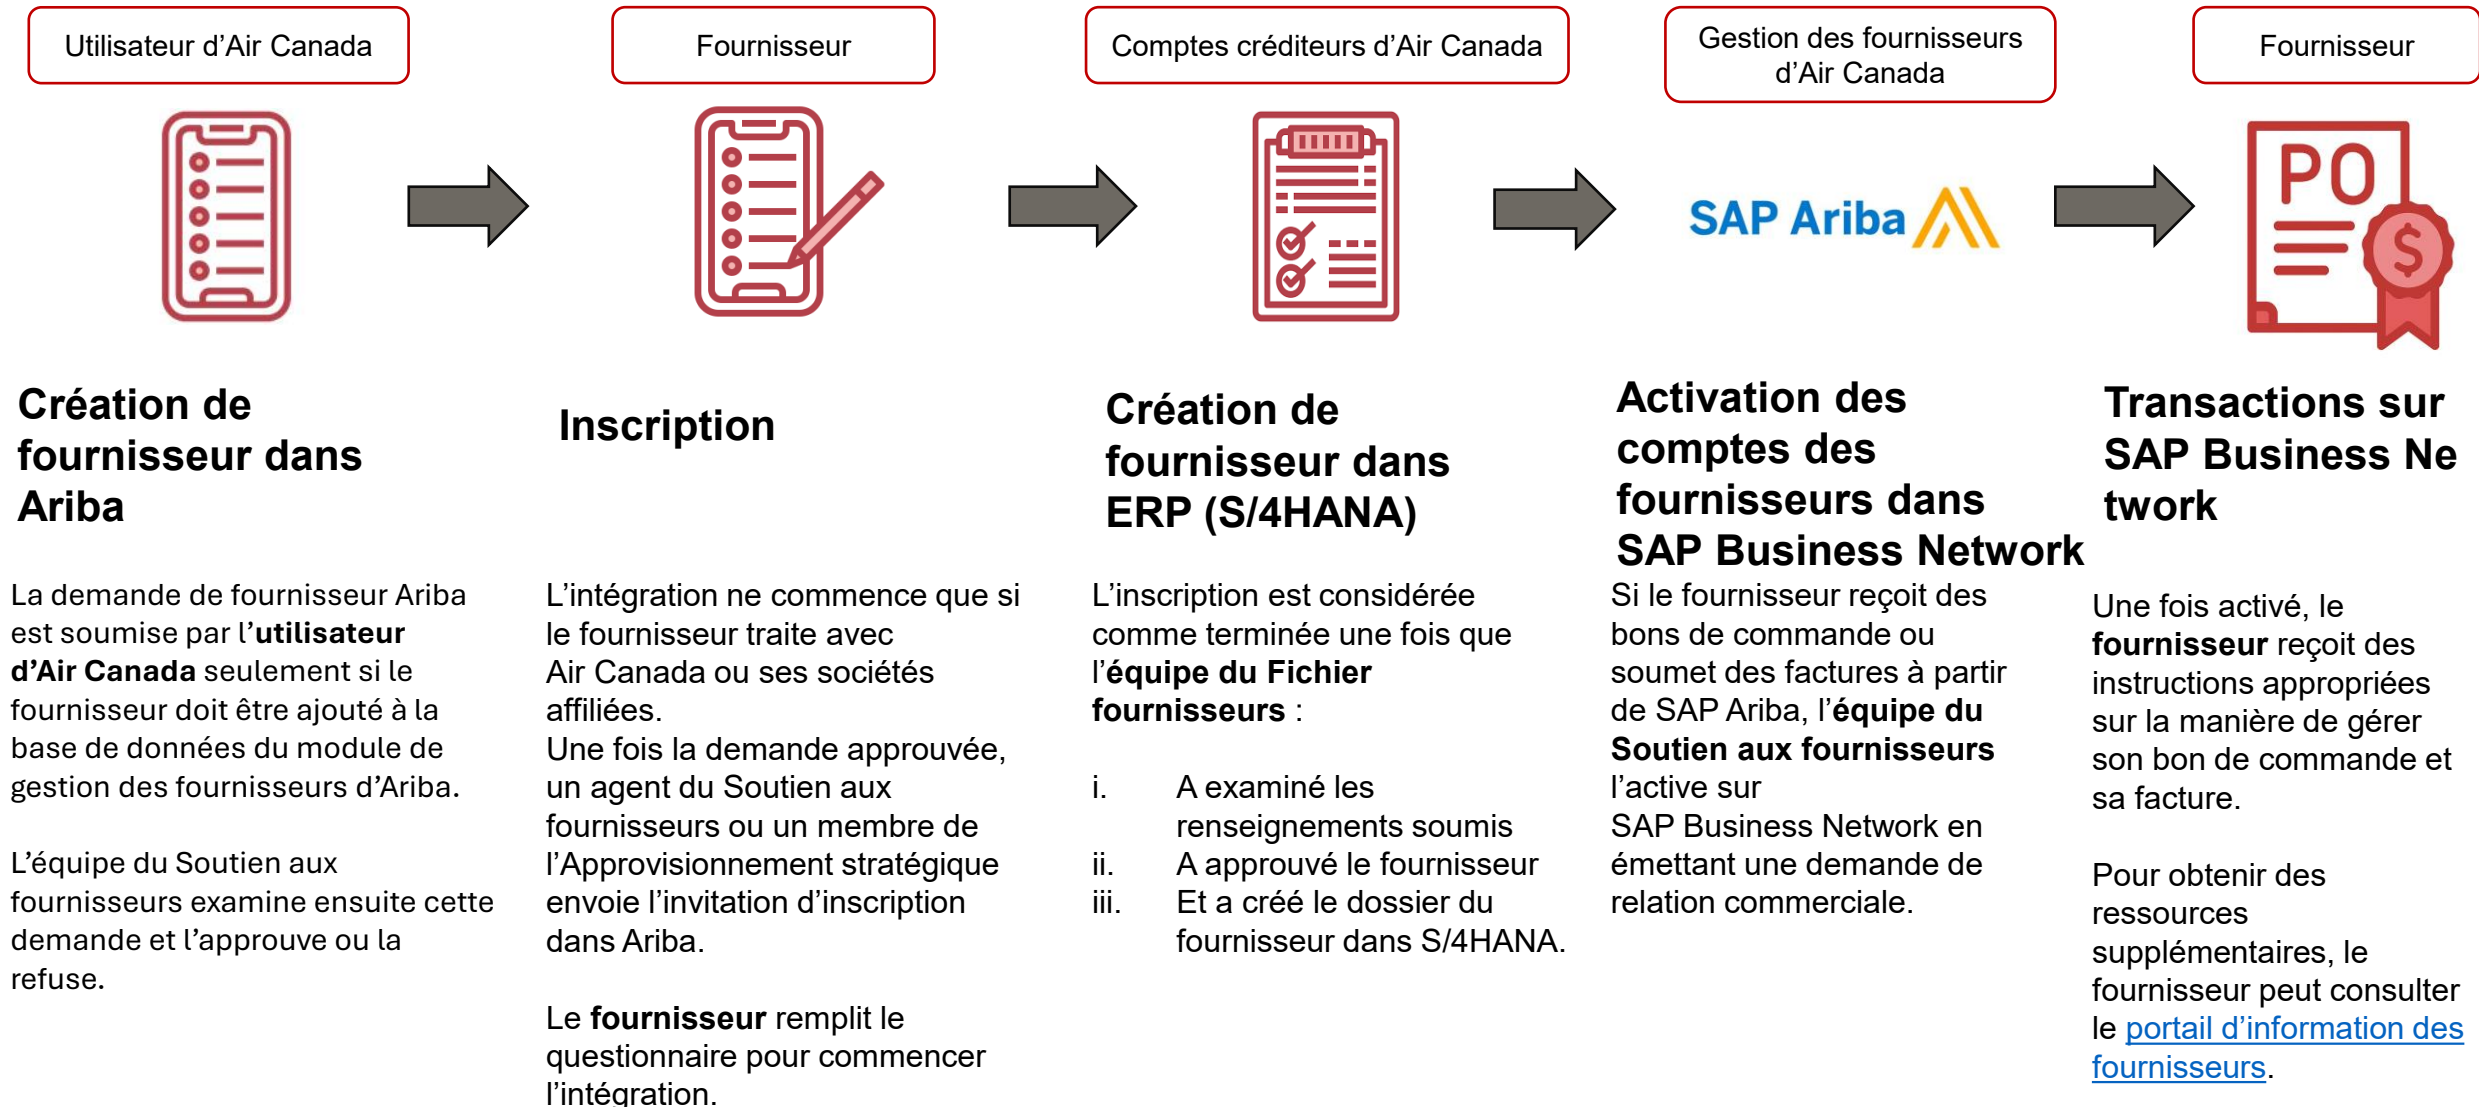 Utilisateur d’Air Canada
Fournisseur
Comptes créditeurs d’Air Canada
Gestion des fournisseurs
d’Air Canada
Fournisseur
SAP Ariba
PO
$
Création de
fournisseur dans
Ariba
La demande de fournisseur Ariba
est soumise par l’utilisateur
d’Air Canada seulement si le
fournisseur doit être ajouté à la
base de données du module de
gestion des fournisseurs d’Ariba.
L’équipe du Soutien aux
fournisseurs examine ensuite cette
demande et l’approuve ou la
refuse.
Inscription
L’intégration ne commence que si
le fournisseur traite avec
Air Canada ou ses sociétés
affiliées.
Une fois la demande approuvée,
un agent du Soutien aux
fournisseurs ou un membre de
l’Approvisionnement stratégique
envoie l’invitation d’inscription
dans Ariba.
Le fournisseur remplit le
questionnaire pour commencer
l’intégration.
Création de
fournisseur dans
ERP (S/4HANA)
L’inscription est considérée
comme terminée une fois que
l’équipe du Fichier
fournisseurs :
i. A examiné les
renseignements soumis
ii. A approuvé le fournisseur
iii. Et a créé le dossier du
fournisseur dans S/4HANA.
Activation des
comptes des
fournisseurs dans
SAP Business Network
Si le fournisseur reçoit des
bons de commande ou
soumet des factures à partir
de SAP Ariba, l’équipe du
Soutien aux fournisseurs
l’active sur
SAP Business Network en
émettant une demande de
relation commerciale.
Transactions sur
SAP Business Ne
twork
Une fois activé, le
fournisseur reçoit des
instructions appropriées
sur la manière de gérer
son bon de commande et
sa facture.
Pour obtenir des
ressources
supplémentaires, le
fournisseur peut consulter
le portail d’information des
fournisseurs.